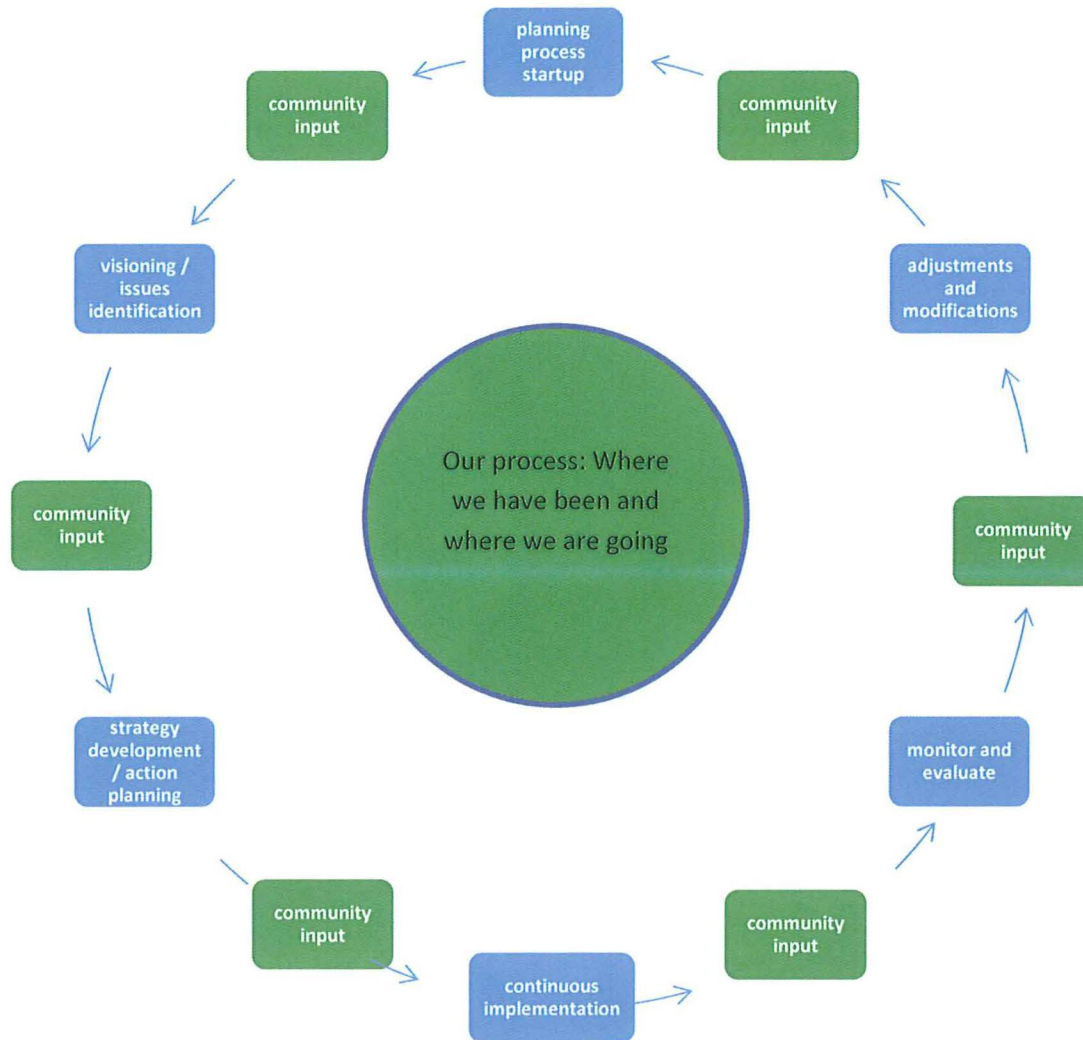 planning
process
startup
community
input
community
input
visioning /
issues
identification
adjustments
and
modifications
Our process: Where
we have been and
where we are going
community
input
community
input
strategy
development
/ action
planning
monitor and
evaluate
community
input
community
input
continuous
implementation